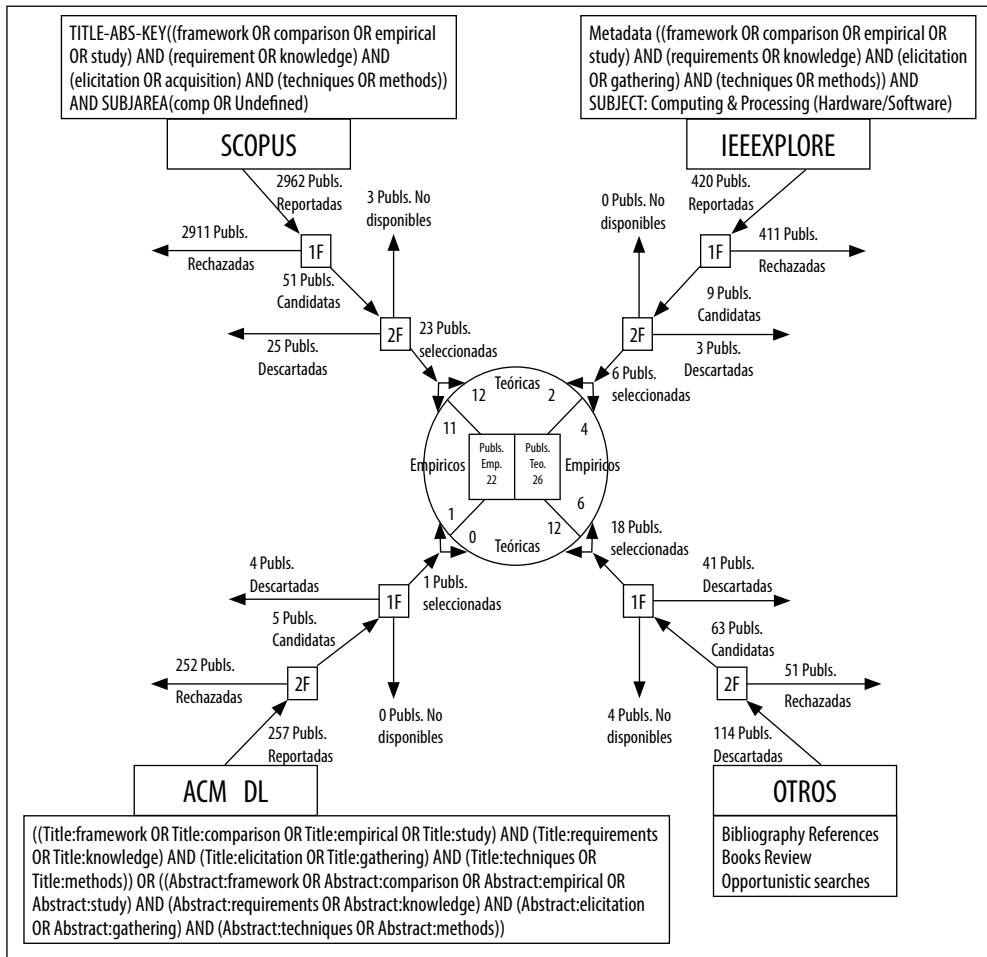 TITLE-ABS-KEY((framework OR comparison OR empirical
OR study) AND (requirement OR knowledge) AND
(elicitation OR acquisition) AND (techniques OR methods))
AND SUBJAREA(comp OR Undefined)
SCOPUS
2962 Publs.
Reportadas
3 Publs. No
disponibles
2911 Publs.
Rechazadas
1F
51 Publs.
Candidatas
2F
25 Publs.
Descartadas
23 Publs.
seleccionadas
Metadata ((framework OR comparison OR empirical OR
study) AND (requirements OR knowledge) AND (elicitation
OR gathering) AND (techniques OR methods)) AND
SUBJECT: Computing & Processing (Hardware/Software)
IEEEXPLORE
420 Publs.
Reportadas
0 Publs. No
disponibles
1F
411 Publs.
Rechazadas
9 Publs.
Candidatas
2F
3 Publs.
Descartadas
6 Publs.
seleccionadas
Teóricas
12
2
11
4
Empiricos
Publs.
Emp.
22
Publs.
Teo.
26
Empiricos
1
6
0
12
Teóricas
4 Publs.
Descartadas
1 Publs.
seleccionadas
1F
5 Publs.
Candidatas
252 Publs.
Rechazadas
2F
0 Publs. No
disponibles
257 Publs.
Reportadas
ACM DL
((Title:framework OR Title:comparison OR Title:empirical OR Title:study) AND (Title:requirements
OR Title:knowledge) AND (Title:elicitation OR Title:gathering) AND (Title:techniques OR
Title:methods)) OR ((Abstract:framework OR Abstract:comparison OR Abstract:empirical OR
Abstract:study) AND (Abstract:requirements OR Abstract:knowledge) AND (Abstract:elicitation
OR Abstract:gathering) AND (Abstract:techniques OR Abstract:methods))
18 Publs.
seleccionadas
41 Publs.
Descartadas
1F
63 Publs.
Candidatas
51 Publs.
Rechazadas
2F
4 Publs. No
disponibles
114 Publs.
Descartadas
OTROS
Bibliography References
Books Review
Opportunistic searches